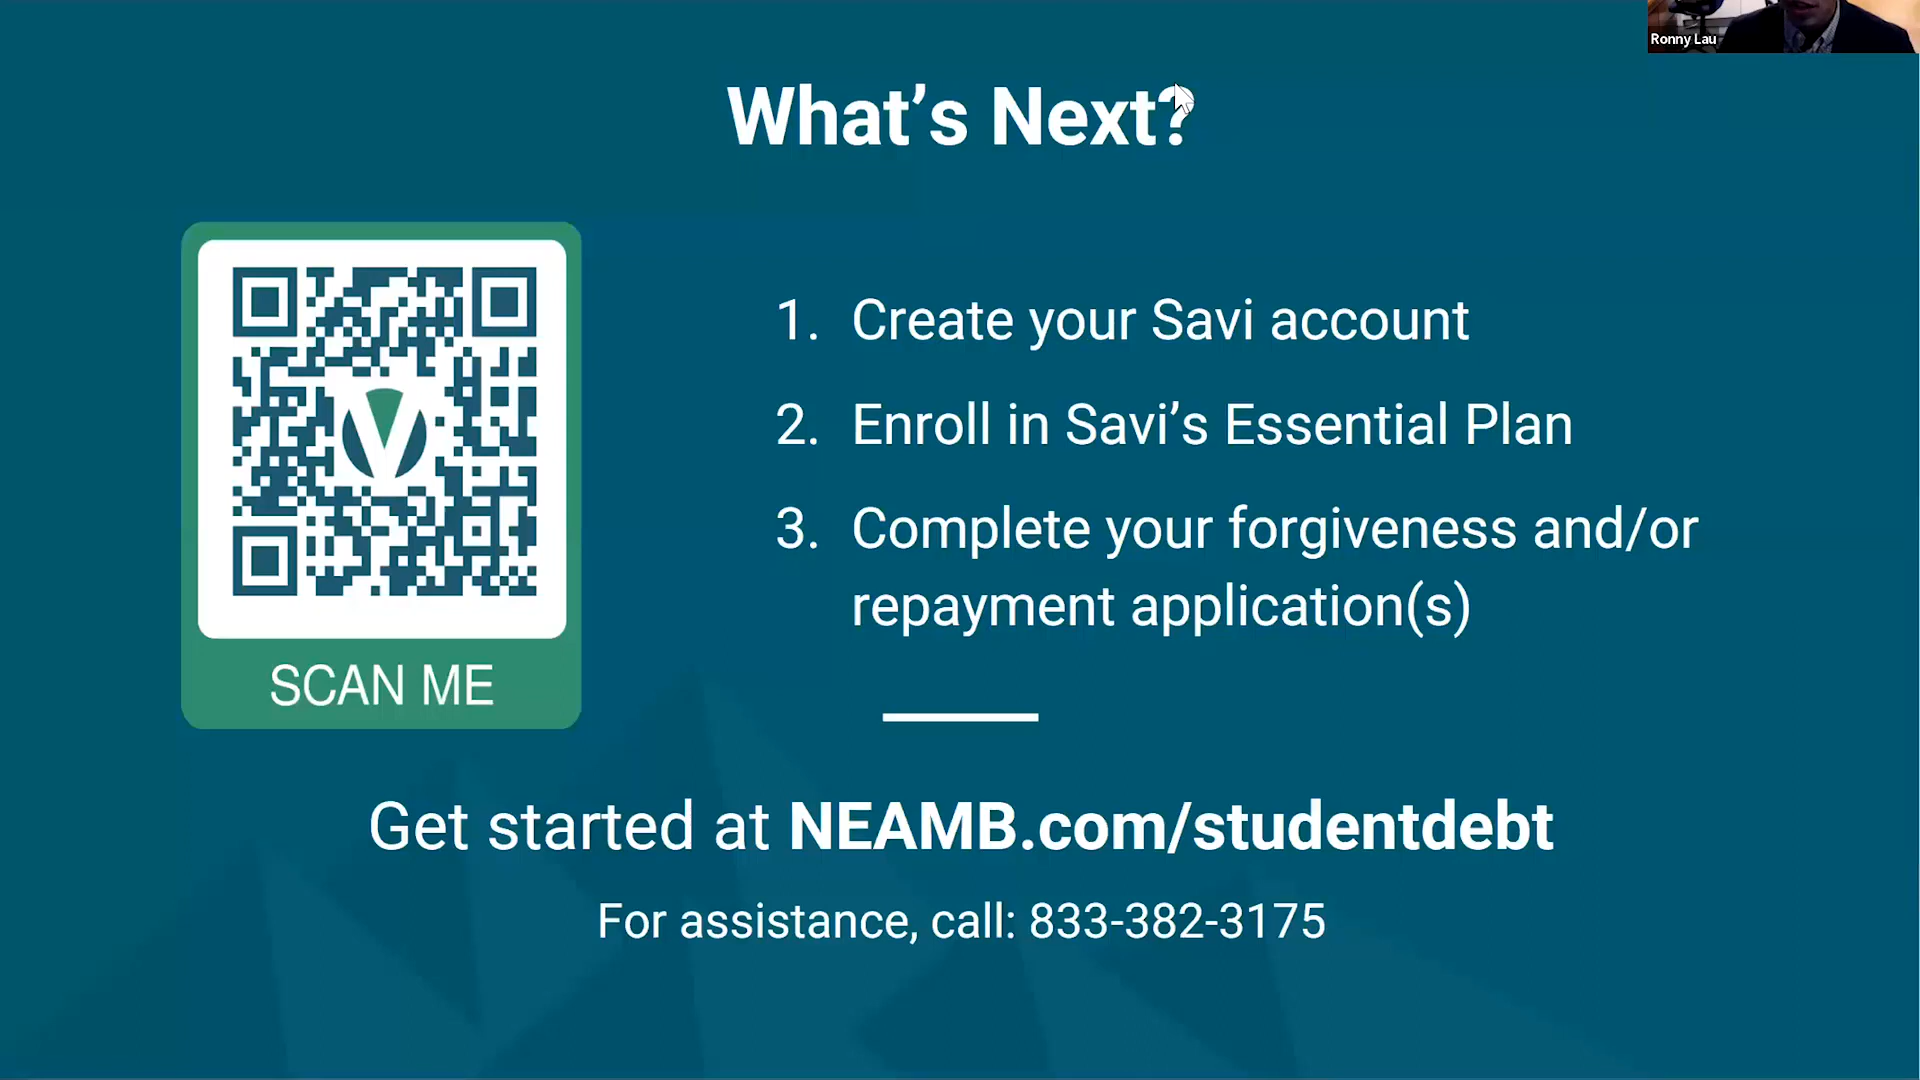 Ronny Lau
What’s Next?
1. Create your Savi account
2. Enroll in Savi’s Essential Plan
3. Complete your forgiveness and/or
repayment application(s)
SCAN ME
Get started at NEAMB.com/studentdebt
For assistance, call: 833-382-3175